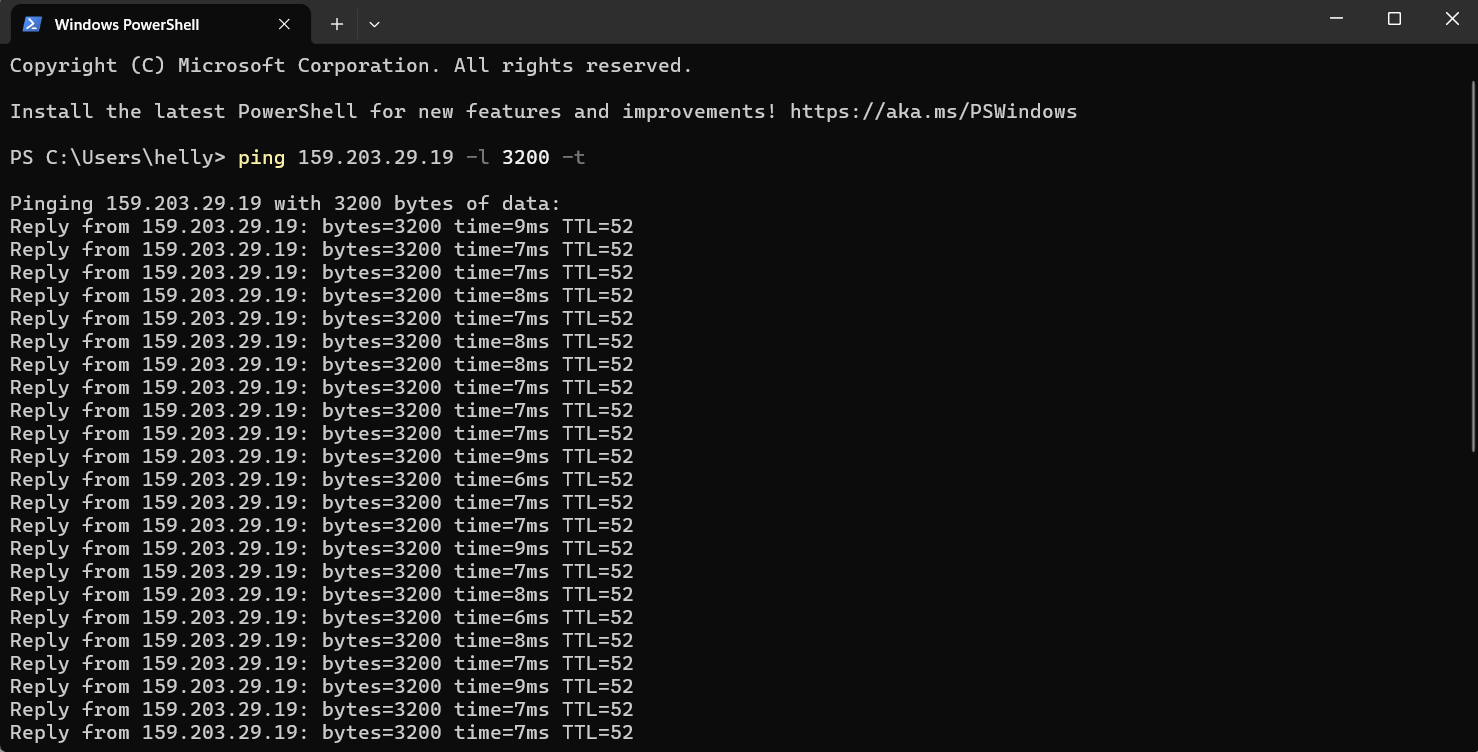 Windows PowerShell
Copyright (C) Microsoft Corporation. All rights reserved.
Install the latest PowerShell for new features and improvements! https://aka.ms/PSWindows
PS C:\Users\helly> ping 159.203.29.19 -l 3200 -t
Pinging 159.203.29.19 with 3200 bytes of data:
Reply from 159.203.29.19: bytes=3200 time=9ms TTL=52
Reply from 159.203.29.19: bytes=3200 time=7ms TTL=52
Reply from 159.203.29.19: bytes=3200 time=7ms TTL=52
Reply from 159.203.29.19: bytes=3200 time=8ms TTL=52
Reply from 159.203.29.19: bytes=3200 time=7ms TTL=52
Reply from 159.203.29.19: bytes=3200 time=8ms TTL=52
Reply from 159.203.29.19: bytes=3200 time=8ms TTL=52
Reply from 159.203.29.19: bytes=3200 time=7ms TTL=52
Reply from 159.203.29.19: bytes=3200 time=7ms TTL=52
Reply from 159.203.29.19: bytes=3200 time=7ms TTL=52
Reply from 159.203.29.19: bytes=3200 time=9ms TTL=52
Reply from 159.203.29.19: bytes=3200 time=6ms TTL=52
Reply from 159.203.29.19: bytes=3200 time=7ms TTL=52
Reply from 159.203.29.19: bytes=3200 time=7ms TTL=52
Reply from 159.203.29.19: bytes=3200 time=9ms TTL=52
Reply from 159.203.29.19: bytes=3200 time=7ms TTL=52
Reply from 159.203.29.19: bytes=3200 time=8ms TTL=52
Reply from 159.203.29.19: bytes=3200 time=6ms TTL=52
Reply from 159.203.29.19: bytes=3200 time=8ms TTL=52
Reply from 159.203.29.19: bytes=3200 time=7ms TTL=52
Reply from 159.203.29.19: bytes=3200 time=9ms TTL=52
Reply from 159.203.29.19: bytes=3200 time=7ms TTL=52
Reply from 159.203.29.19: bytes=3200 time=7ms TTL=52